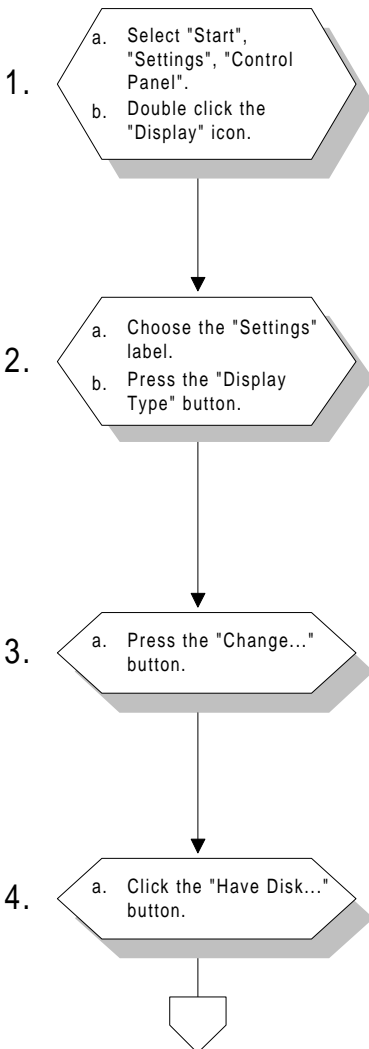 1.
a. Select "Start",
"Settings", "Control
Panel".
b. Double click the
"Display" icon.
2.
a. Choose the "Settings"
label.
b. Press the "Display
Type" button.
3.
a. Press the "Change..."
button.
4.
a. Click the "Have Disk..."
button.